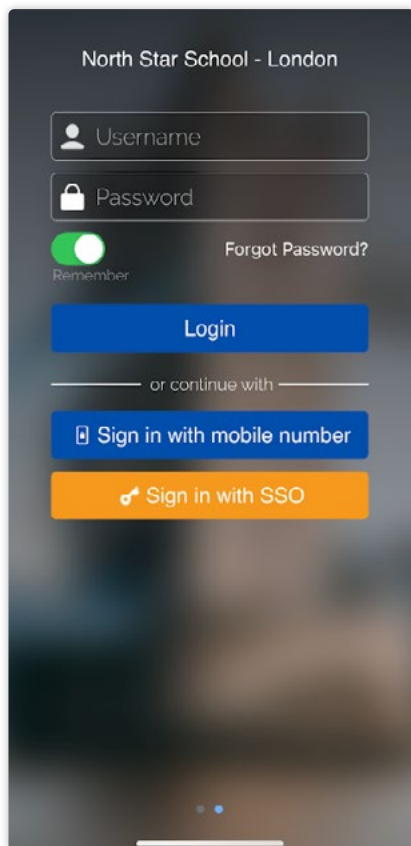 North Star School - London
Username
Password
Forgot Password?
Remember
Login
or continue with
Sign in with mobile number
Sign in with SSO